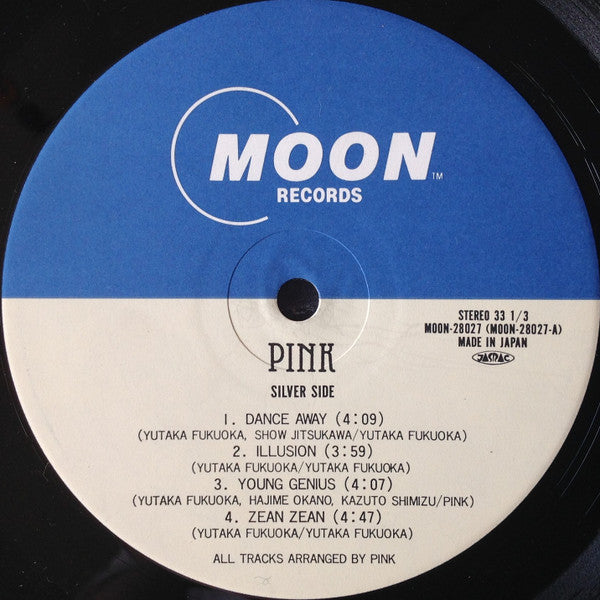 MOON TM
RECORDS
STEREO 33 1/3
MOON-28027 (MOON-28027-A)
MADE IN JAPAN
JASRAC
PINK
SILVER SIDE
1. DANCE AWAY (4:09)
(YUTAKA FUKUOKA, SHOW JITSUKAWA/YUTAKA FUKUOKA)
2. ILLUSION (3:59)
(YUTAKA FUKUOKA/YUTAKA FUKUOKA)
3. YOUNG GENIUS (4:07)
(YUTAKA FUKUOKA, HAJIME OKANO, KAZUTO SHIMIZU/PINK)
4. ZEAN ZEAN (4:47)
(YUTAKA FUKUOKA/YUTAKA FUKUOKA)
ALL TRACKS ARRANGED BY PINK